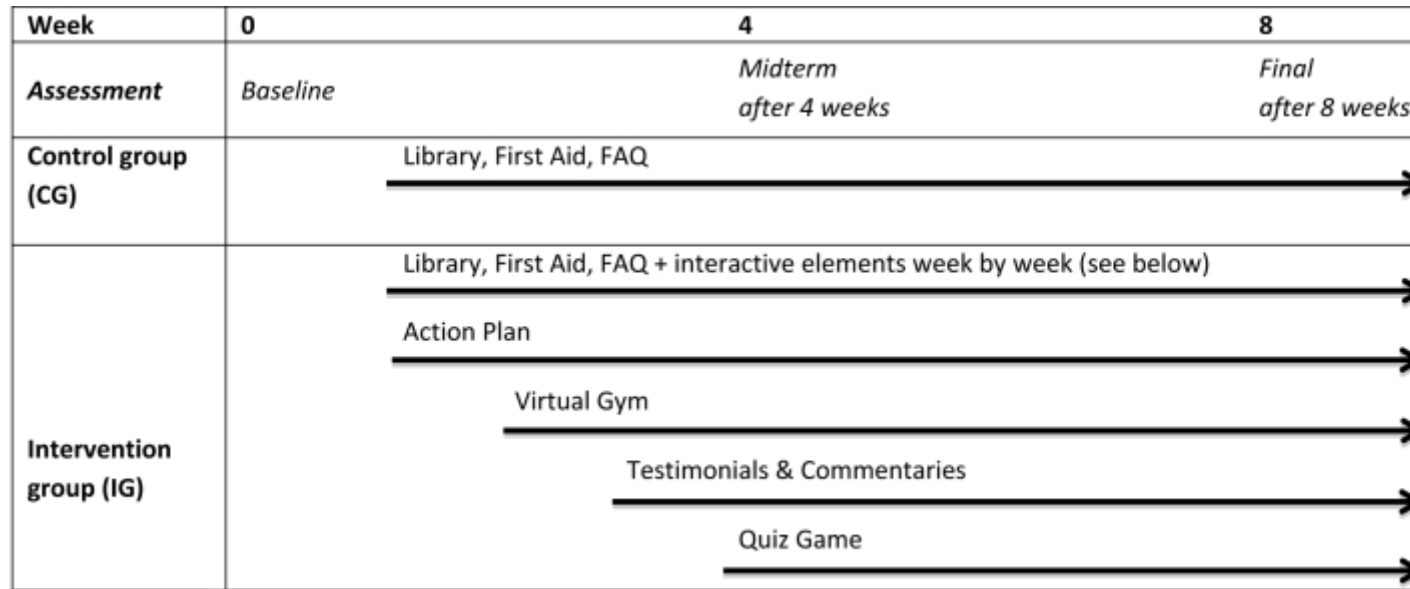 Week 0 4 8
Assessment Baseline Midterm after 4 weeks Final after 8 weeks
Control group (CG)
Library, First Aid, FAQ
Intervention group (IG)
Library, First Aid, FAQ + interactive elements week by week (see below)
Action Plan
Virtual Gym
Testimonials & Commentaries
Quiz Game